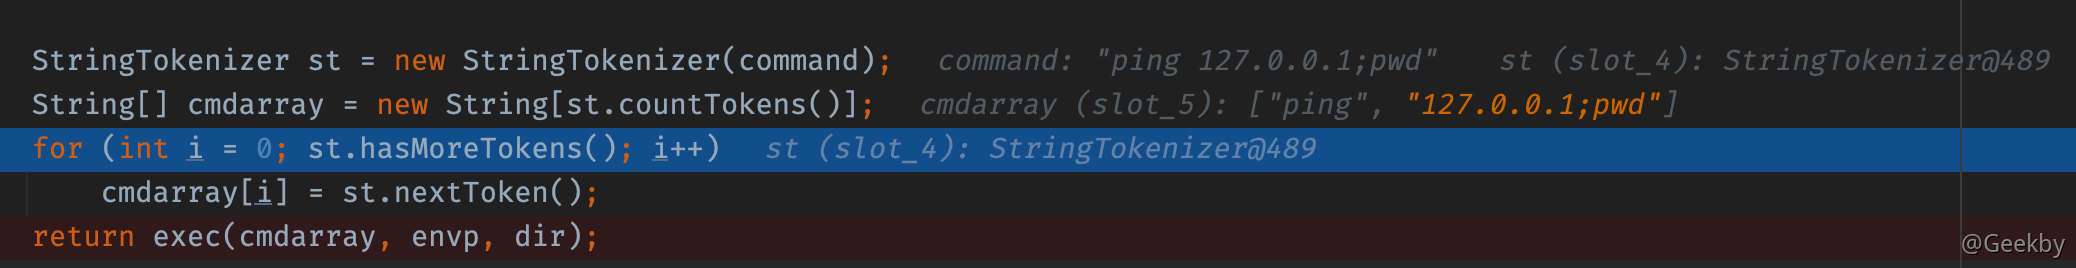 StringTokenizer st = new StringTokenizer(command);   command: "ping 127.0.0.1;pwd"   st (slot_4): StringTokenizer@489
String[] cmdarray = new String[st.countTokens()];   cmdarray (slot_5): ["ping", "127.0.0.1;pwd"]
for (int i = 0; st.hasMoreTokens(); i++)   st (slot_4): StringTokenizer@489
    cmdarray[i] = st.nextToken();
return exec(cmdarray, envp, dir);
@Geekby